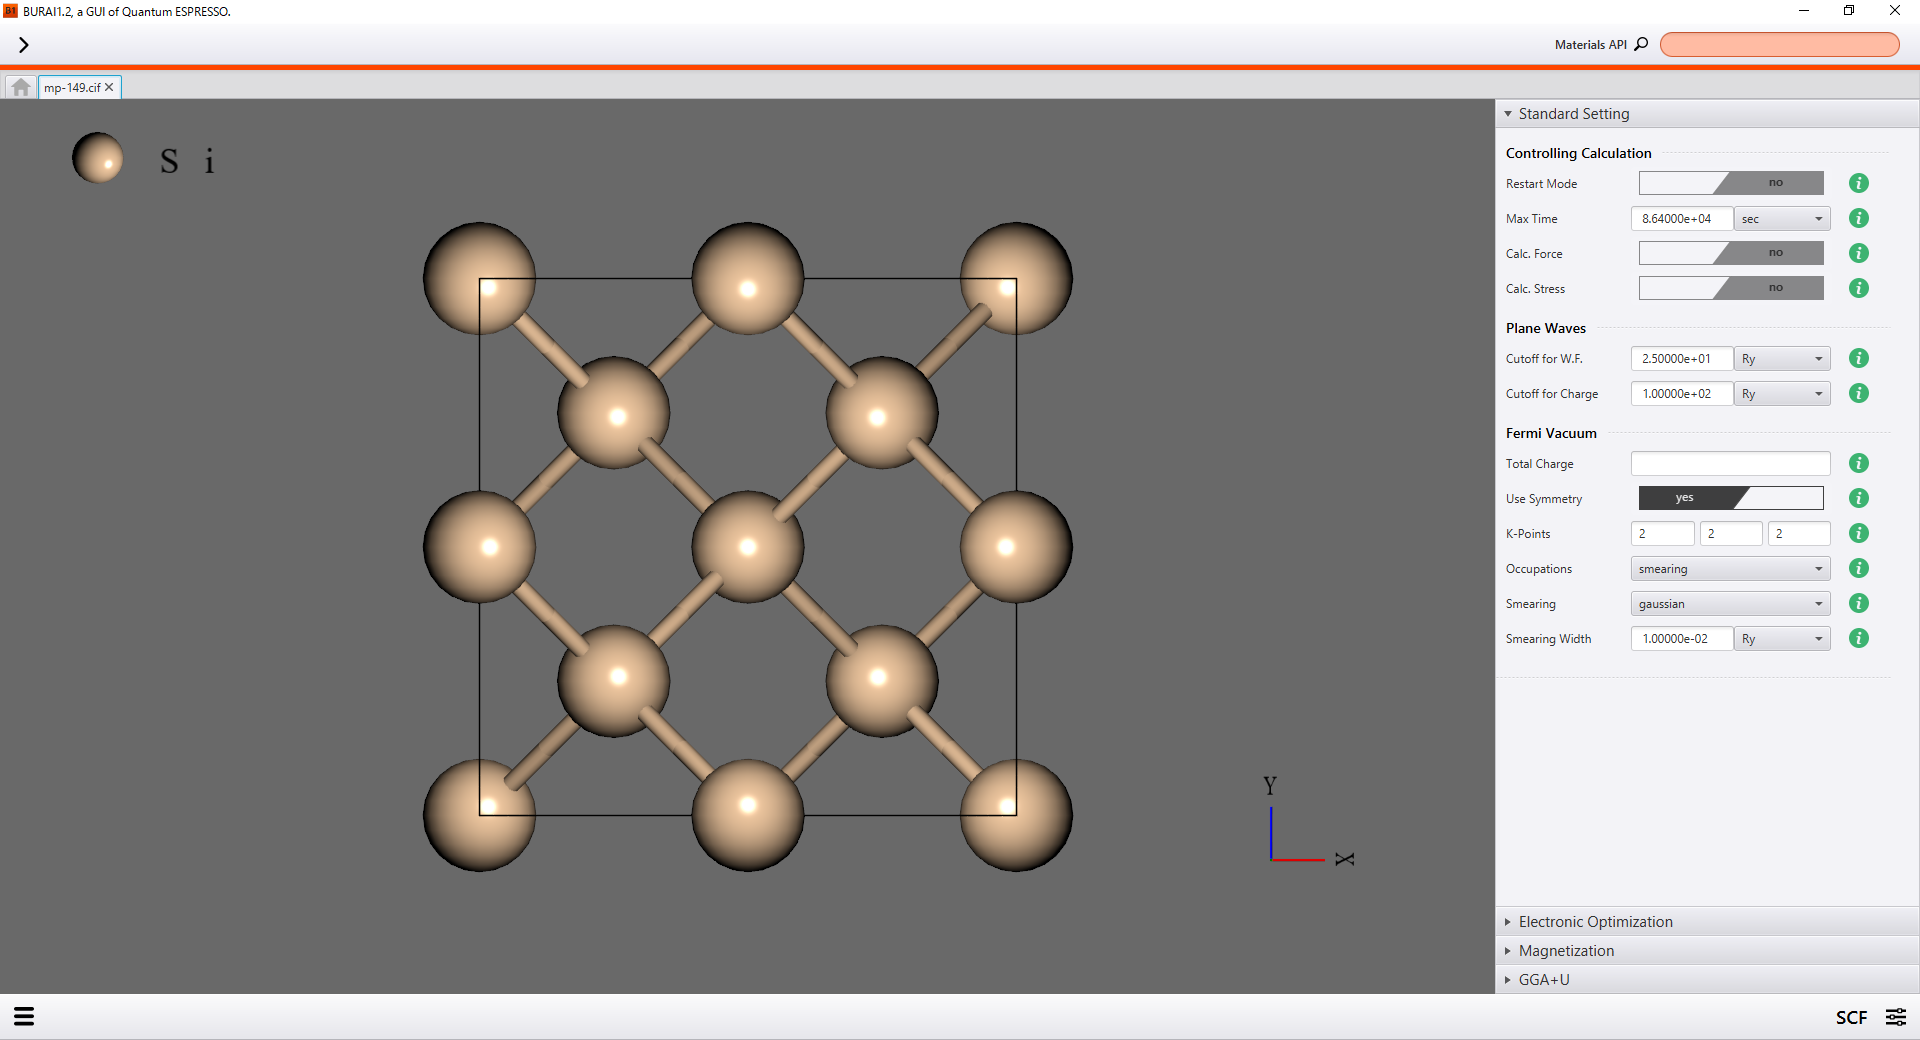 BURAI1.2, a GUI of Quantum ESPRESSO.
Materials API
mp-149.cif
S i
Y
X
Standard Setting
Controlling Calculation
Restart Mode no
Max Time 8.64000e+04 sec
Calc. Force no
Calc. Stress no
Plane Waves
Cutoff for W.F. 2.50000e+01 Ry
Cutoff for Charge 1.00000e+02 Ry
Fermi Vacuum
Total Charge
Use Symmetry yes
K-Points 2 2 2
Occupations smearing
Smearing gaussian
Smearing Width 1.00000e-02 Ry
Electronic Optimization
Magnetization
GGA+U
SCF